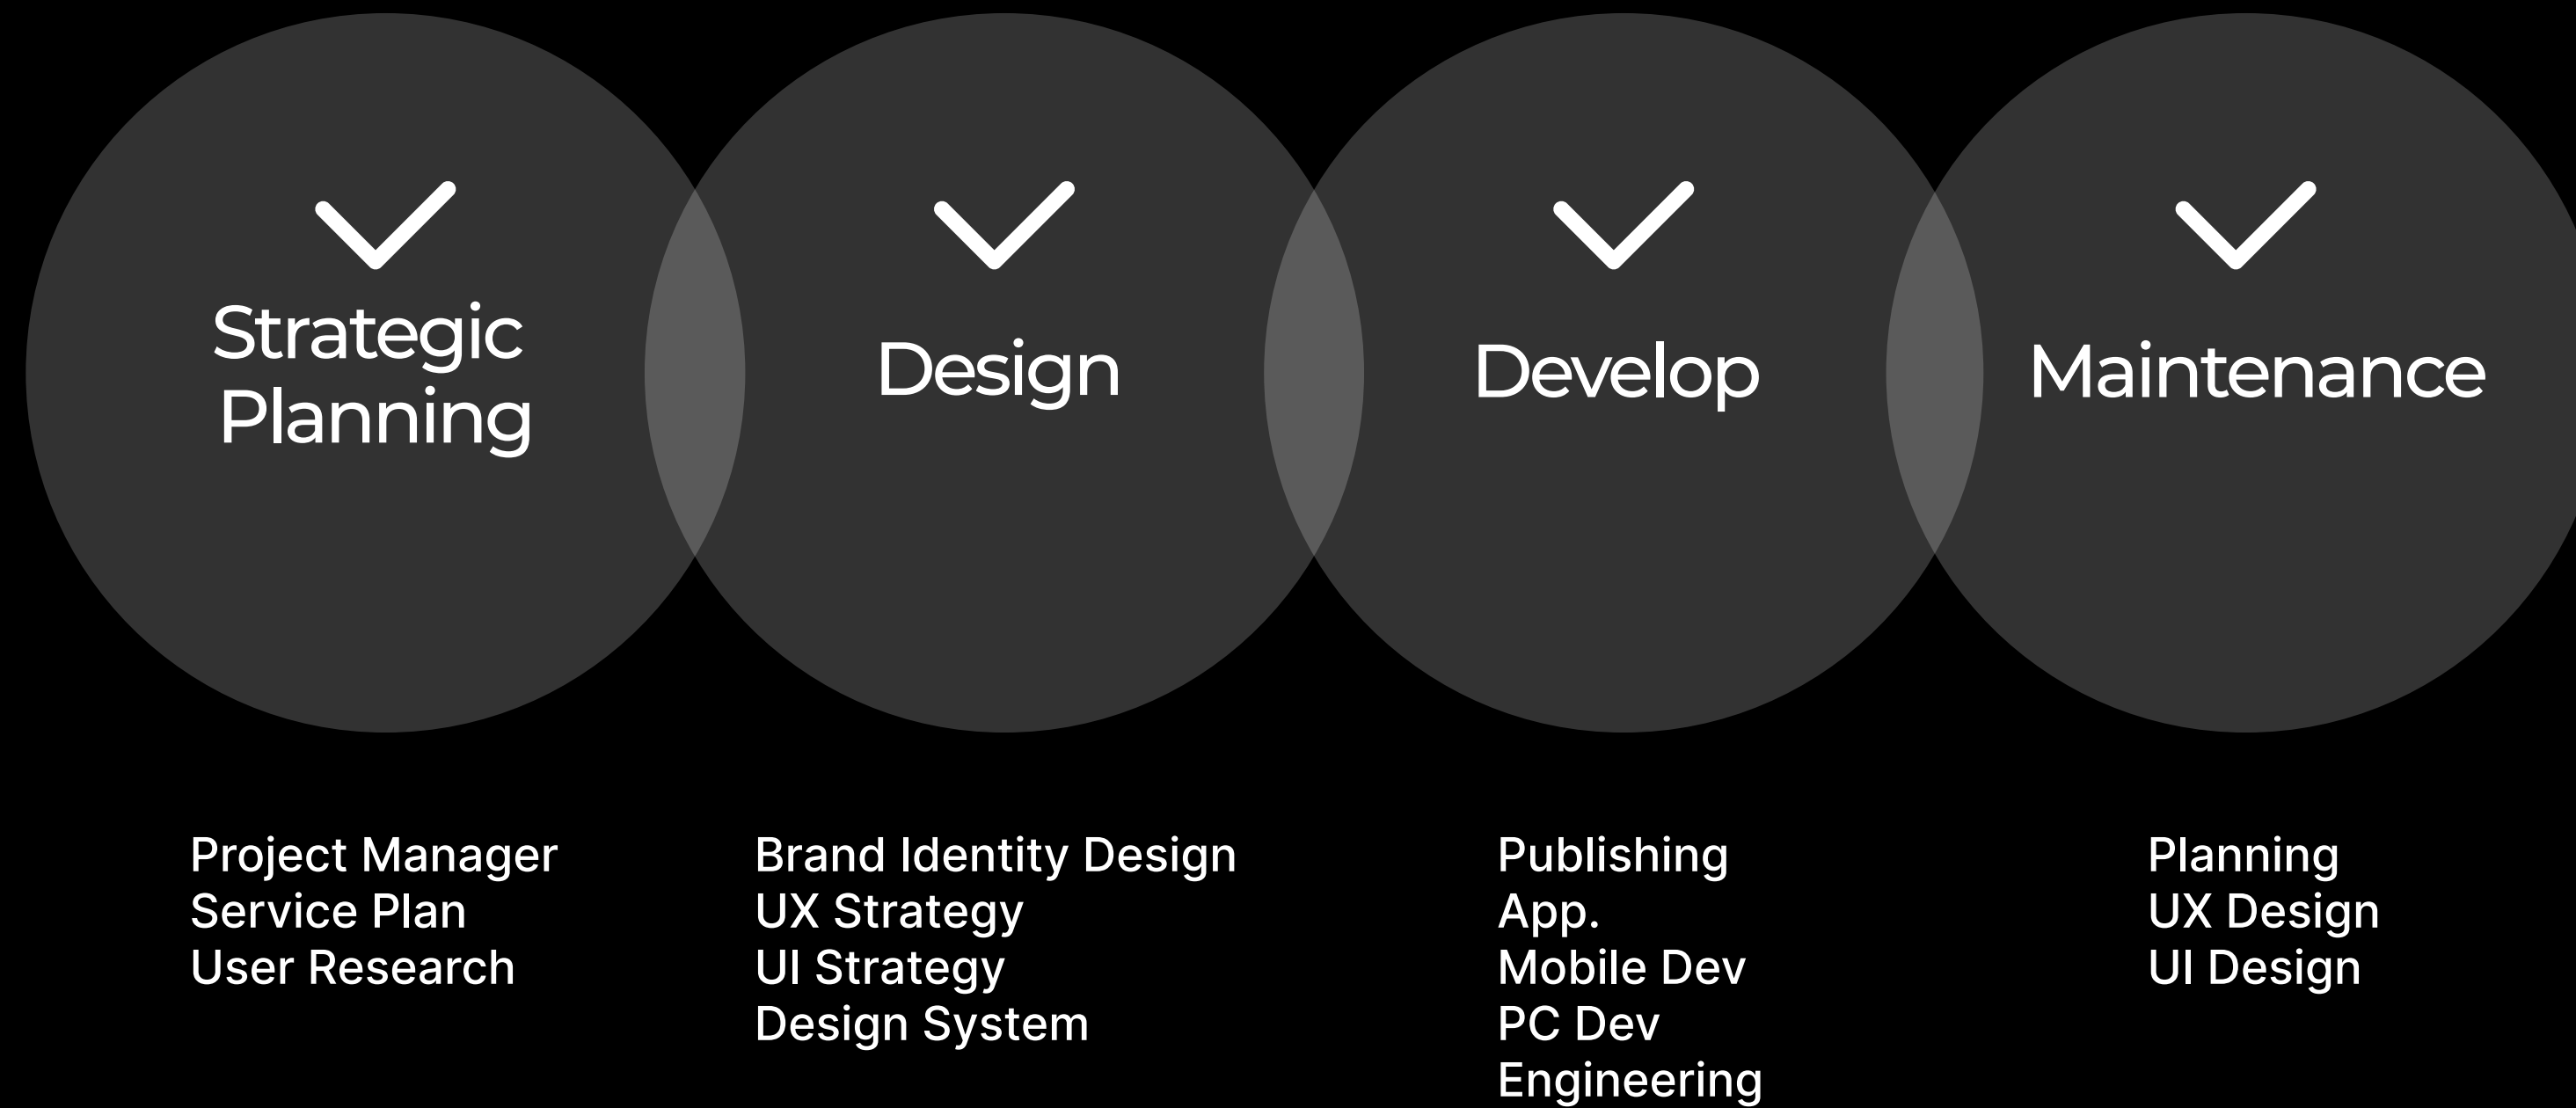 Strategic
Planning
Design
Develop
Maintenance
Project Manager
Service Plan
User Research
Brand Identity Design
UX Strategy
UI Strategy
Design System
Publishing
App.
Mobile Dev
PC Dev
Engineering
Planning
UX Design
UI Design